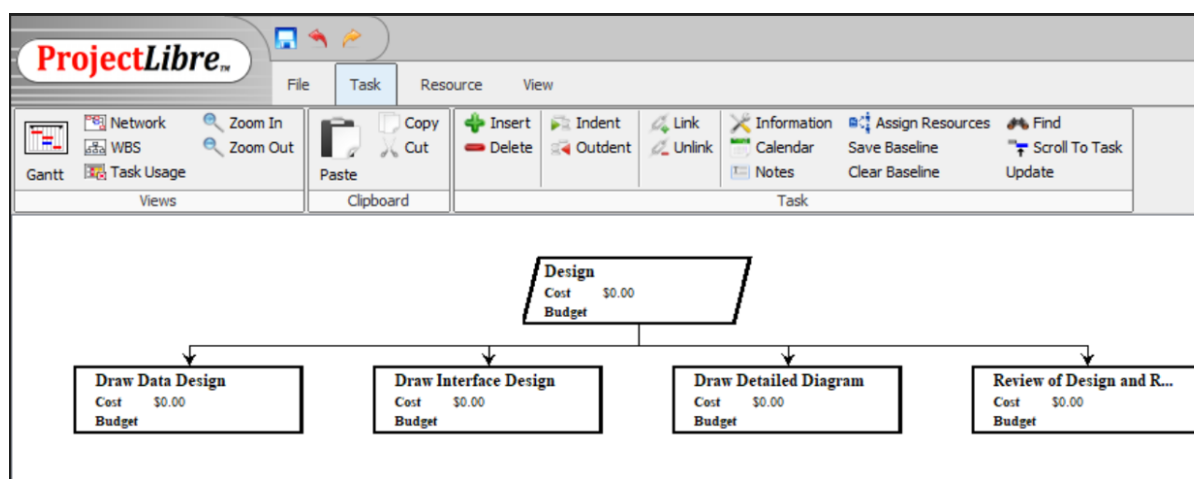 ProjectLibre™
File Task Resource View
Network Zoom In Copy Insert Indent Link Information Assign Resources Find
WBS Zoom Out Cut Delete Outdent Unlink Calendar Save Baseline Scroll To Task
Gantt Task Usage Paste Notes Clear Baseline Update
Views Clipboard Task
Design
Cost $0.00
Budget
Draw Data Design
Cost $0.00
Budget
Draw Interface Design
Cost $0.00
Budget
Draw Detailed Diagram
Cost $0.00
Budget
Review of Design and R...
Cost $0.00
Budget